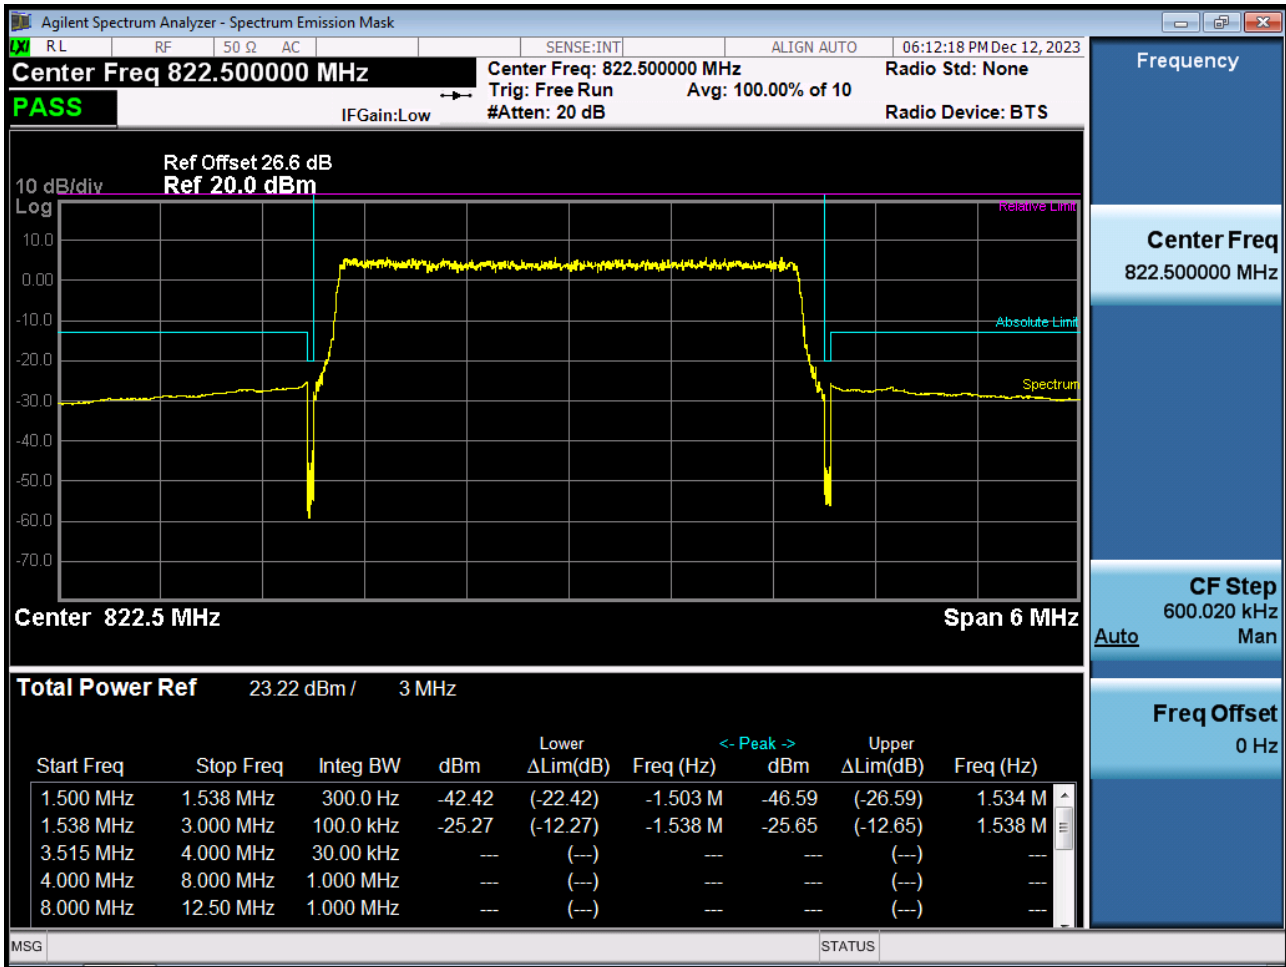 Agilent Spectrum Analyzer - Spectrum Emission Mask
LXI RL RF 50 Ω AC SENSE:INT ALIGN AUTO 06:12:18 PM Dec 12, 2023
Center Freq 822.500000 MHz
PASS
IFGain:Low
Center Freq: 822.500000 MHz
Trig: Free Run Avg: 100.00% of 10
#Atten: 20 dB
Radio Std: None
Radio Device: BTS
Ref Offset 26.6 dB
10 dB/div Ref 20.0 dBm
Log
Relative Limit
10.0
0.00
-10.0
Absolute Limit
-20.0
Spectrum
-30.0
-40.0
-50.0
-60.0
-70.0
Center 822.5 MHz Span 6 MHz
Total Power Ref 23.22 dBm / 3 MHz
Lower <- Peak -> Upper
Start Freq Stop Freq Integ BW dBm ΔLim(dB) Freq (Hz) dBm ΔLim(dB) Freq (Hz)
1.500 MHz 1.538 MHz 300.0 Hz -42.42 (-22.42) -1.503 M -46.59 (-26.59) 1.534 M
1.538 MHz 3.000 MHz 100.0 kHz -25.27 (-12.27) -1.538 M -25.65 (-12.65) 1.538 M
3.515 MHz 4.000 MHz 30.00 kHz --- (---) --- --- (---) ---
4.000 MHz 8.000 MHz 1.000 MHz --- (---) --- --- (---) ---
8.000 MHz 12.50 MHz 1.000 MHz --- (---) --- --- (---) ---
MSG STATUS
Frequency
Center Freq
822.500000 MHz
CF Step
600.020 kHz
Auto Man
Freq Offset
0 Hz